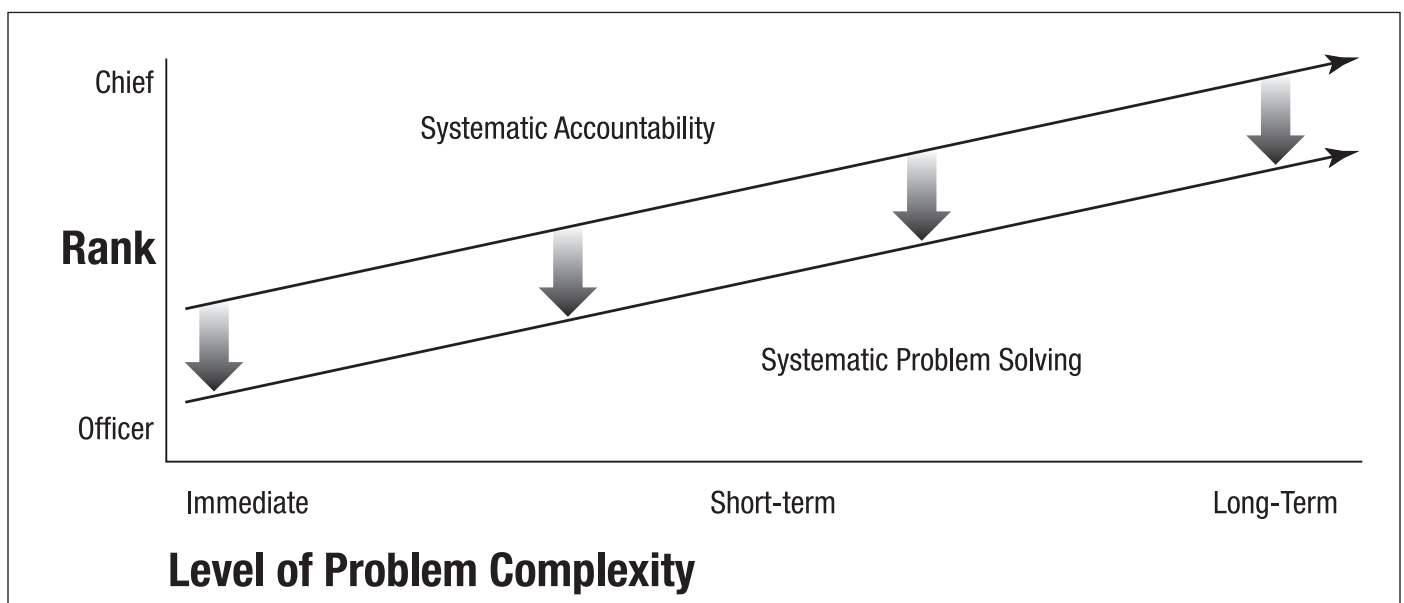 Chief
Systematic Accountability
Rank
Systematic Problem Solving
Officer
Immediate
Short-term
Long-Term
Level of Problem Complexity